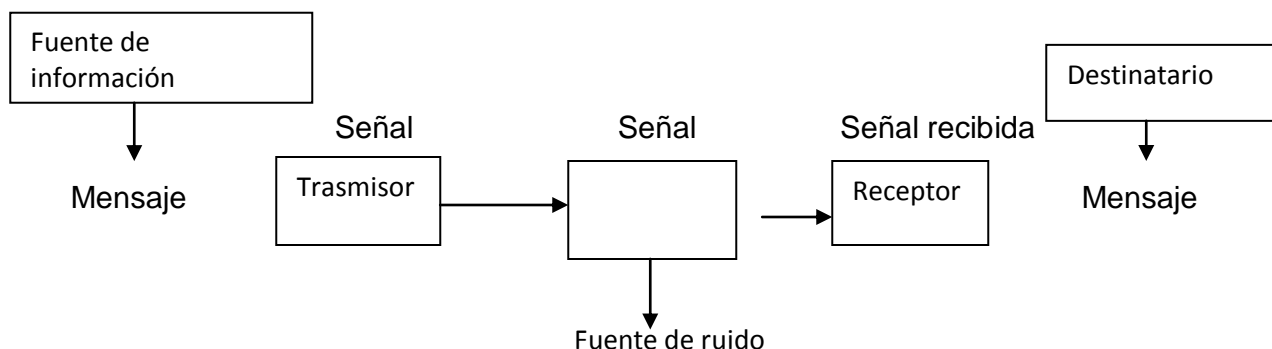 Fuente de
información
Destinatario
Señal
Señal
Señal recibida
Mensaje
Trasmisor
Receptor
Mensaje
Fuente de ruido